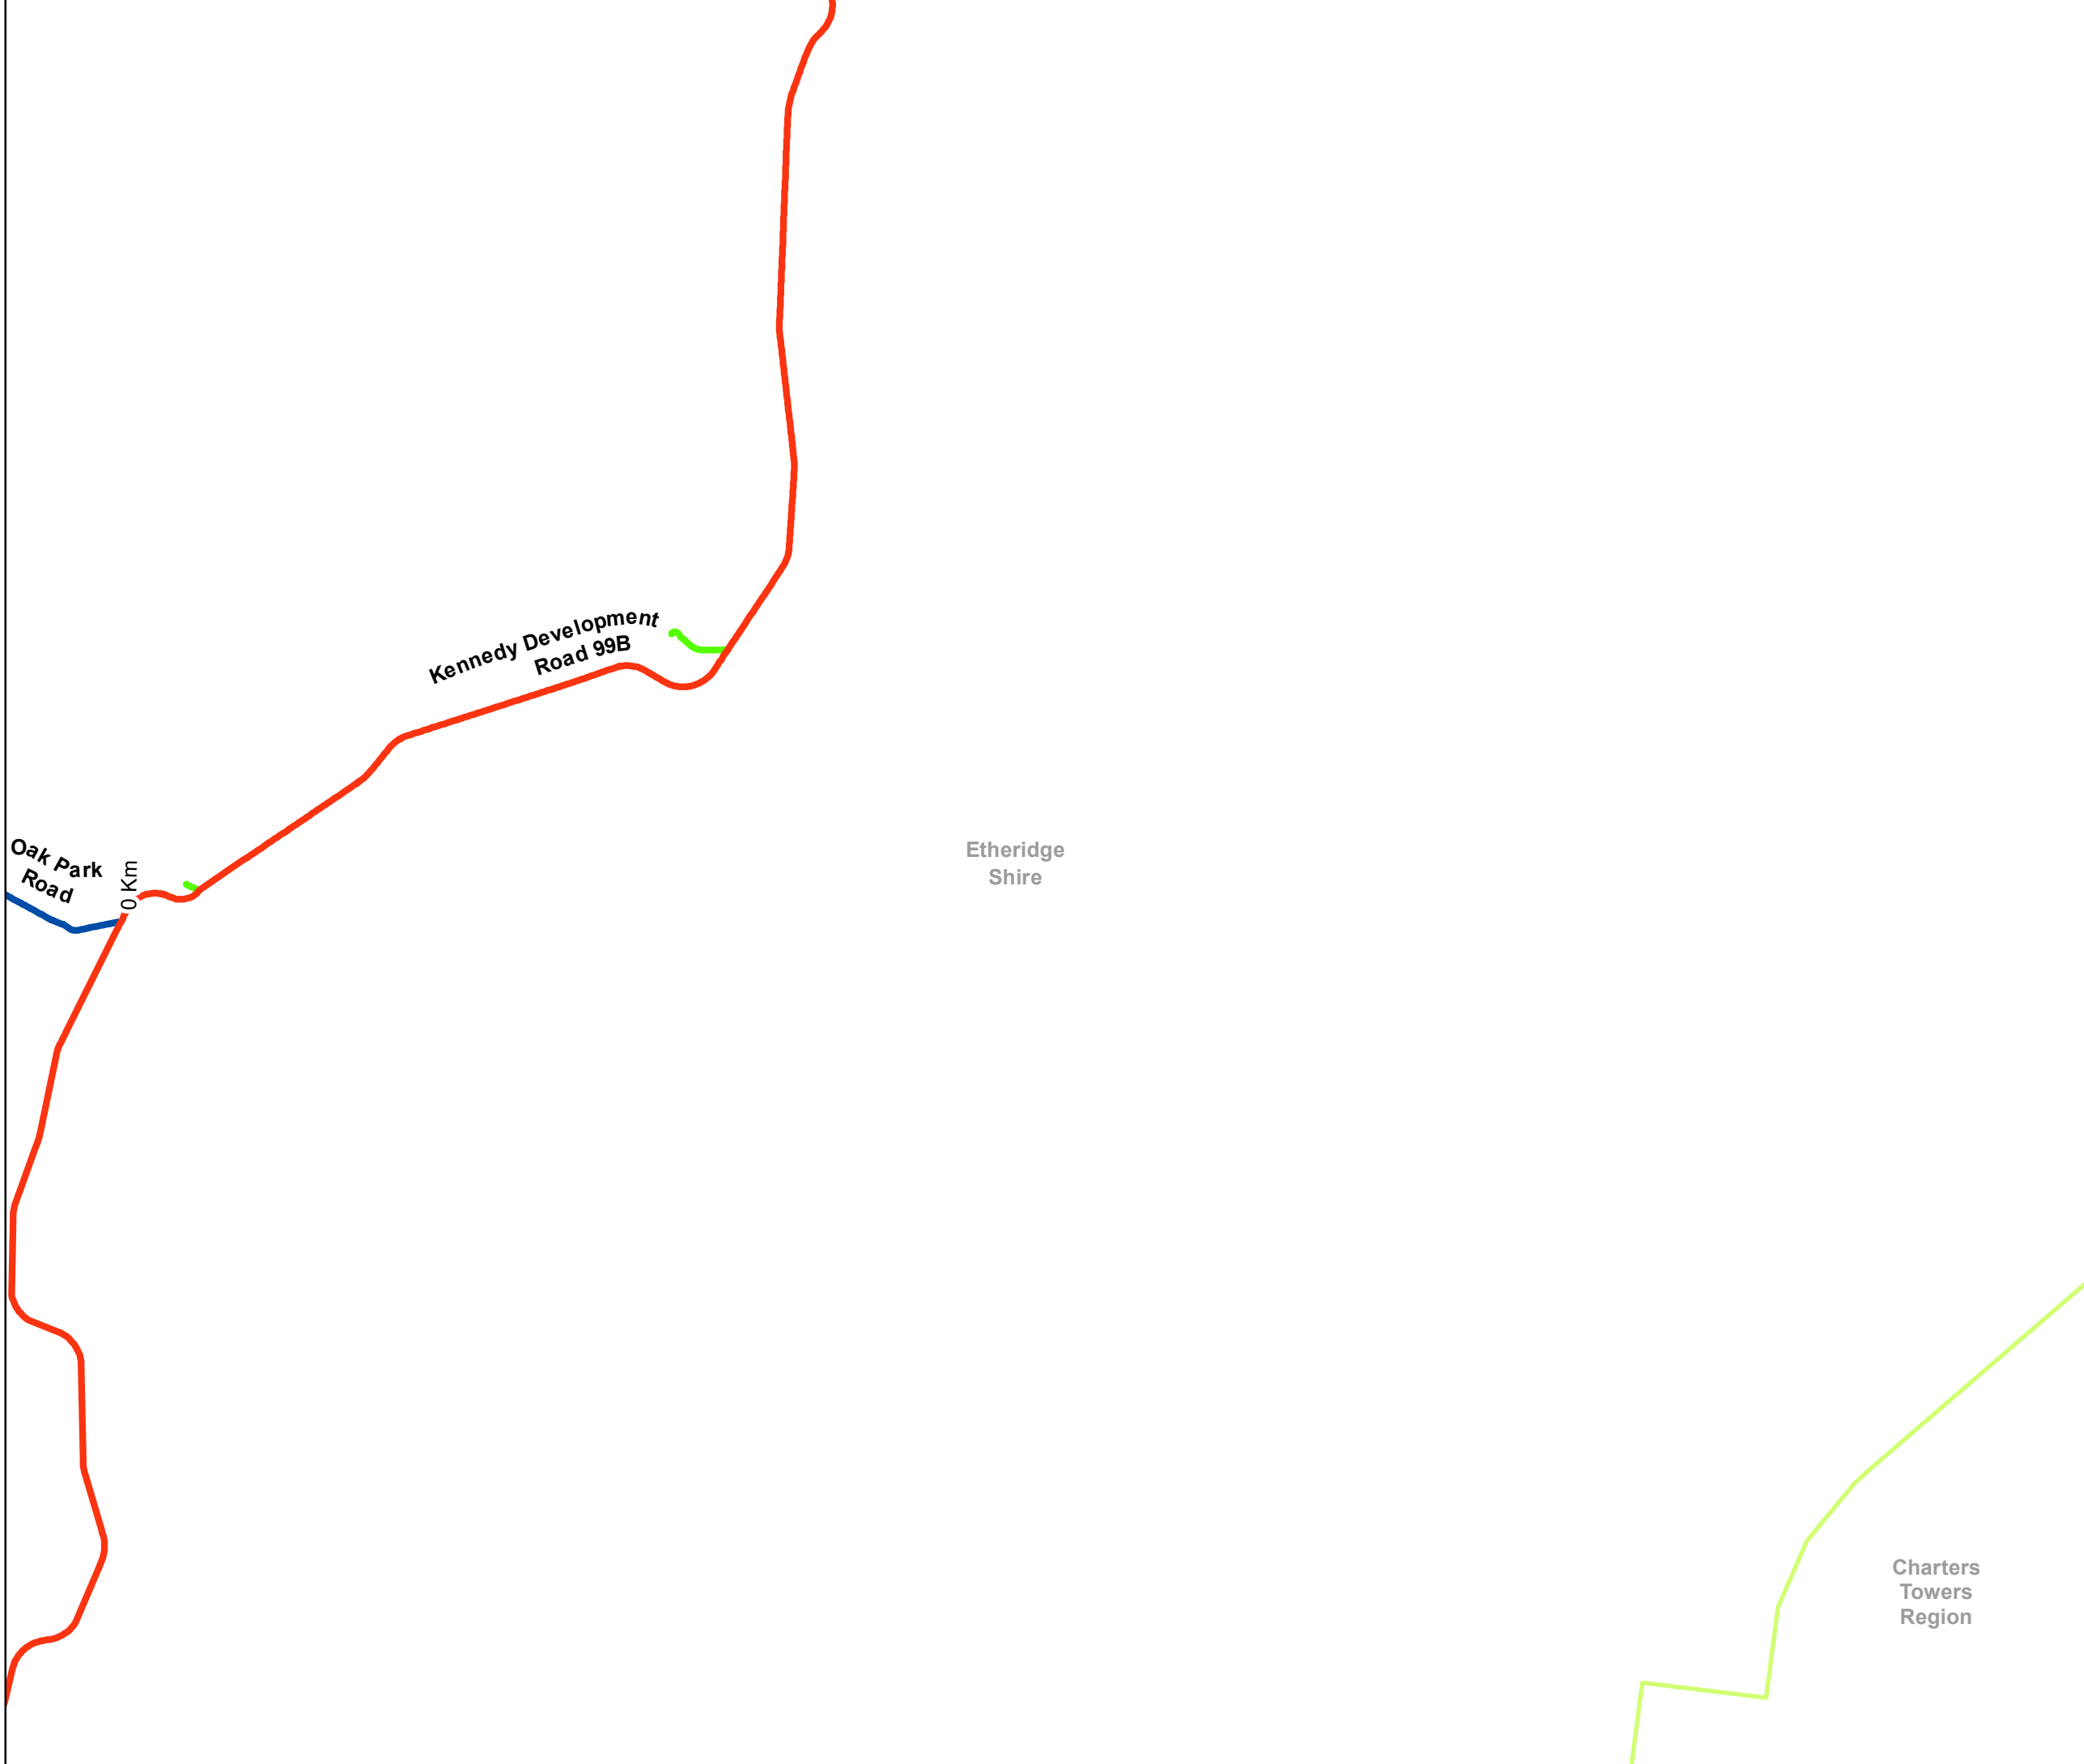 Kennedy Development
Road 99B
Oak Park
Road
0 Km
Etheridge
Shire
Charters
Towers
Region